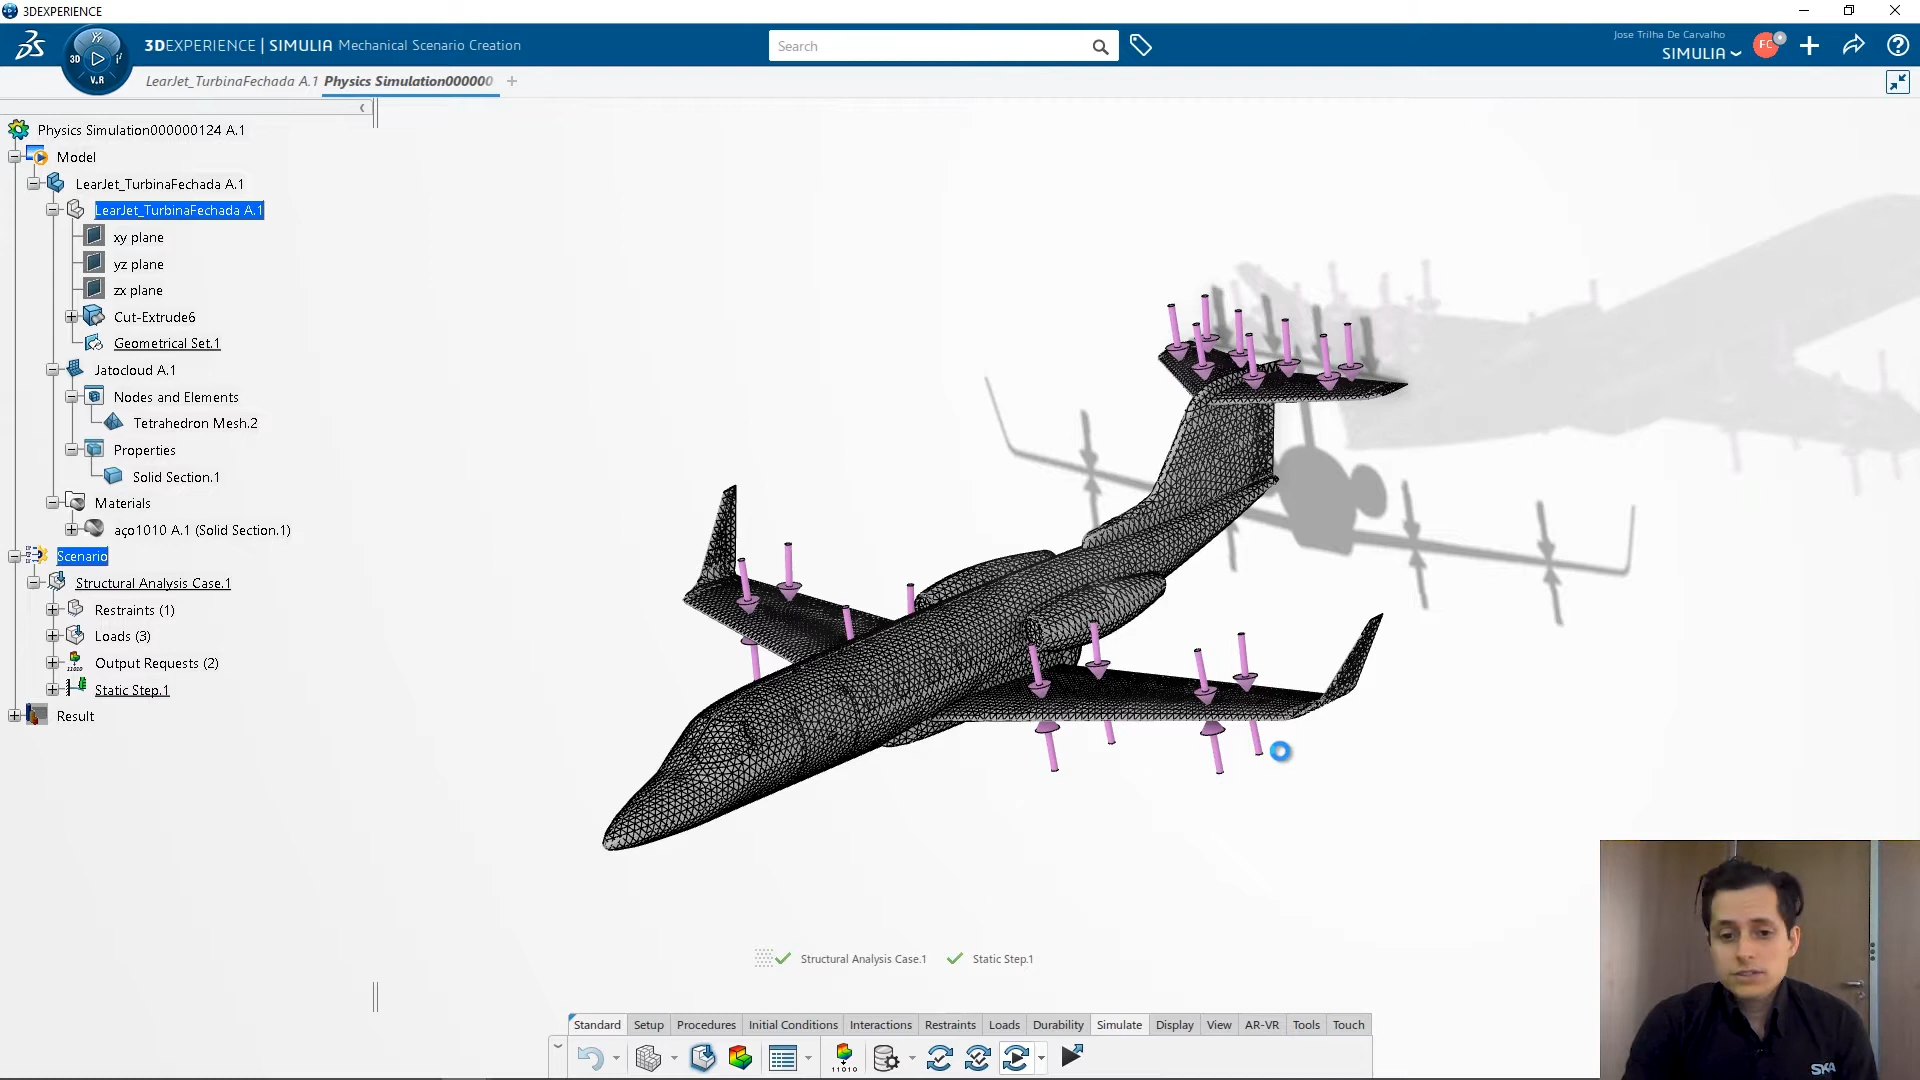 3DEXPERIENCE
3DEXPERIENCE | SIMULIA Mechanical Scenario Creation
3D
V.R
Search
Jose Trilha De Carvalho
SIMULIA
FC
LearJet_TurbinaFechada A.1
Physics Simulation000000
Physics Simulation000000124 A.1
Model
LearJet_TurbinaFechada A.1
LearJet_TurbinaFechada A.1
xy plane
yz plane
zx plane
Cut-Extrude6
Geometrical Set.1
Jatocloud A.1
Nodes and Elements
Tetrahedron Mesh.2
Properties
Solid Section.1
Materials
aço1010 A.1 (Solid Section.1)
Scenario
Structural Analysis Case.1
Restraints (1)
Loads (3)
Output Requests (2)
Static Step.1
Result
Structural Analysis Case.1
Static Step.1
Standard
Setup
Procedures
Initial Conditions
Interactions
Restraints
Loads
Durability
Simulate
Display
View
AR-VR
Tools
Touch
11010
SKA